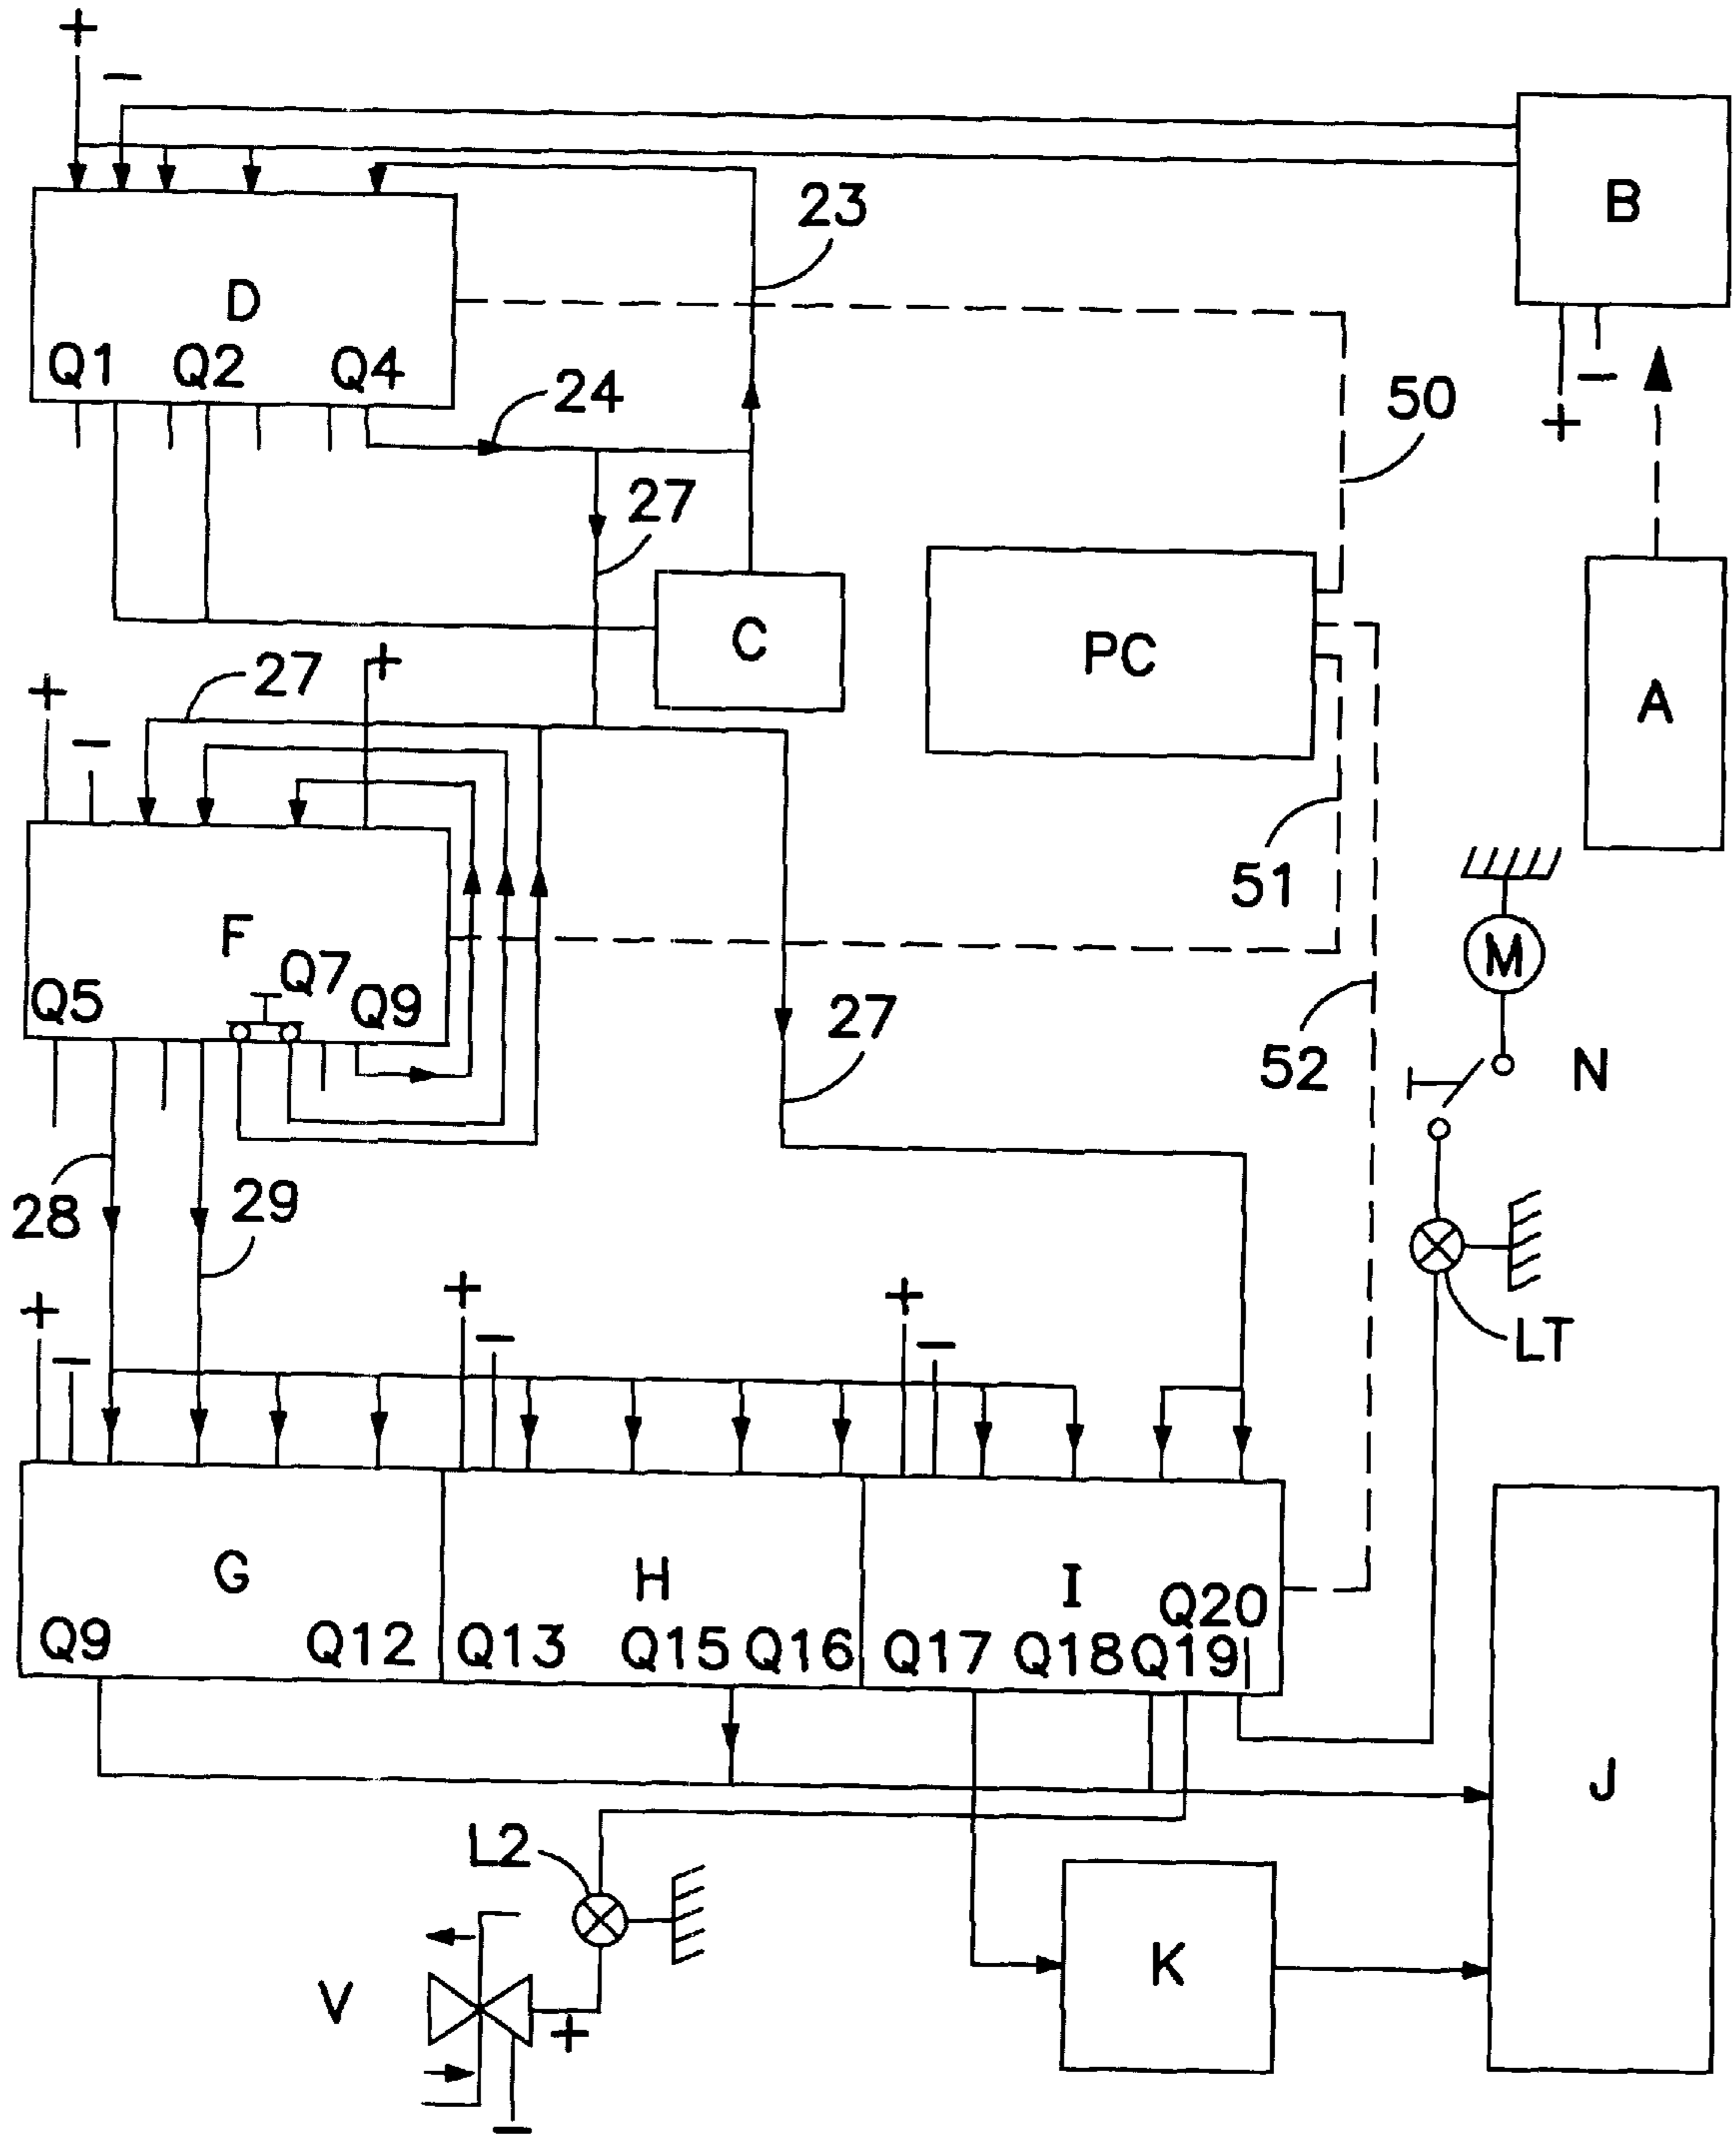 +
−
B
23
D
Q1 Q2 Q4
24
50
−
+
27
C
PC
A
27
+
+
−
51
F
Q7
Q5
Q9
M
27
52
N
28
29
+
+
+
−
−
−
LT
G
H
I
Q20
Q9 Q12 Q13 Q15 Q16 Q17 Q18 Q19
J
L2
K
V
+
−